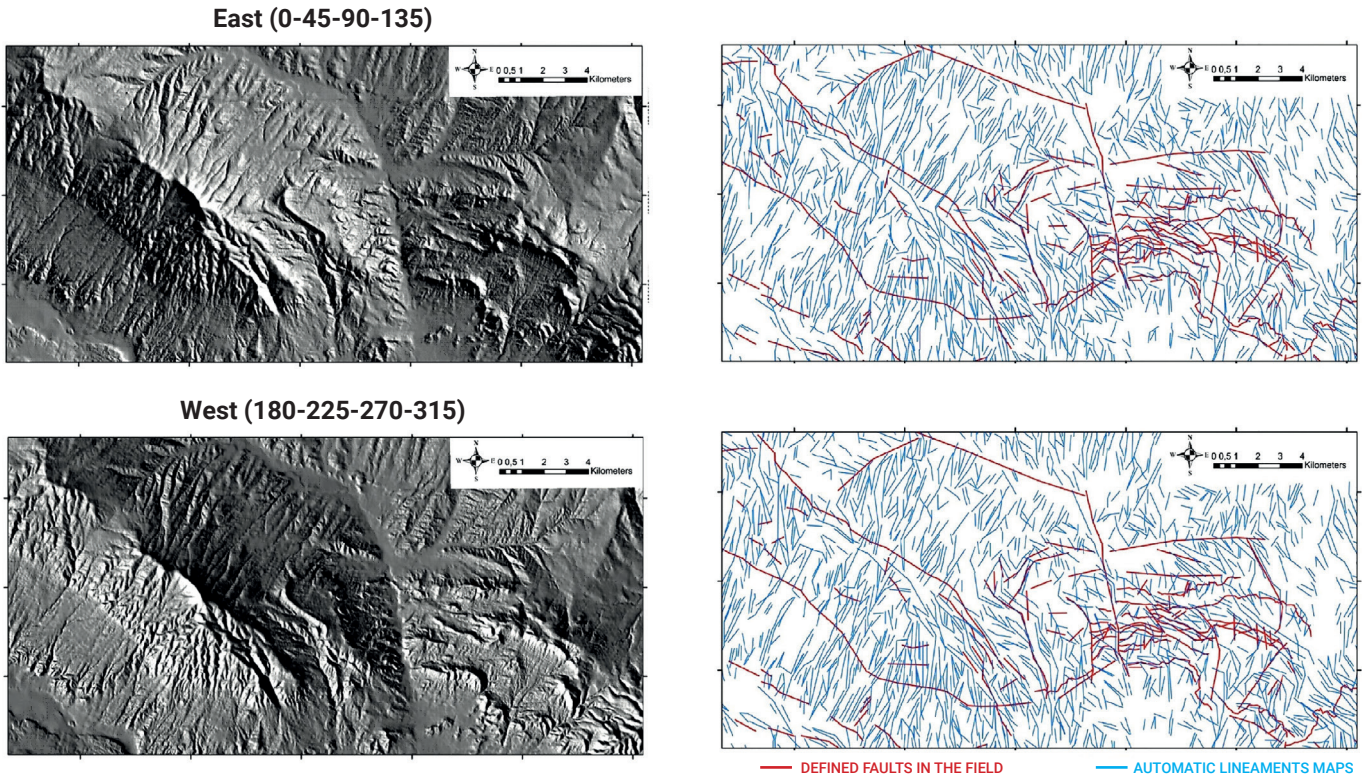 East (0-45-90-135)
N
W E 0 0,5 1 2 3 4
S Kilometers
N
W E 0 0,5 1 2 3 4
S Kilometers
West (180-225-270-315)
N
W E 0 0,5 1 2 3 4
S Kilometers
N
W E 0 0,5 1 2 3 4
S Kilometers
DEFINED FAULTS IN THE FIELD
AUTOMATIC LINEAMENTS MAPS